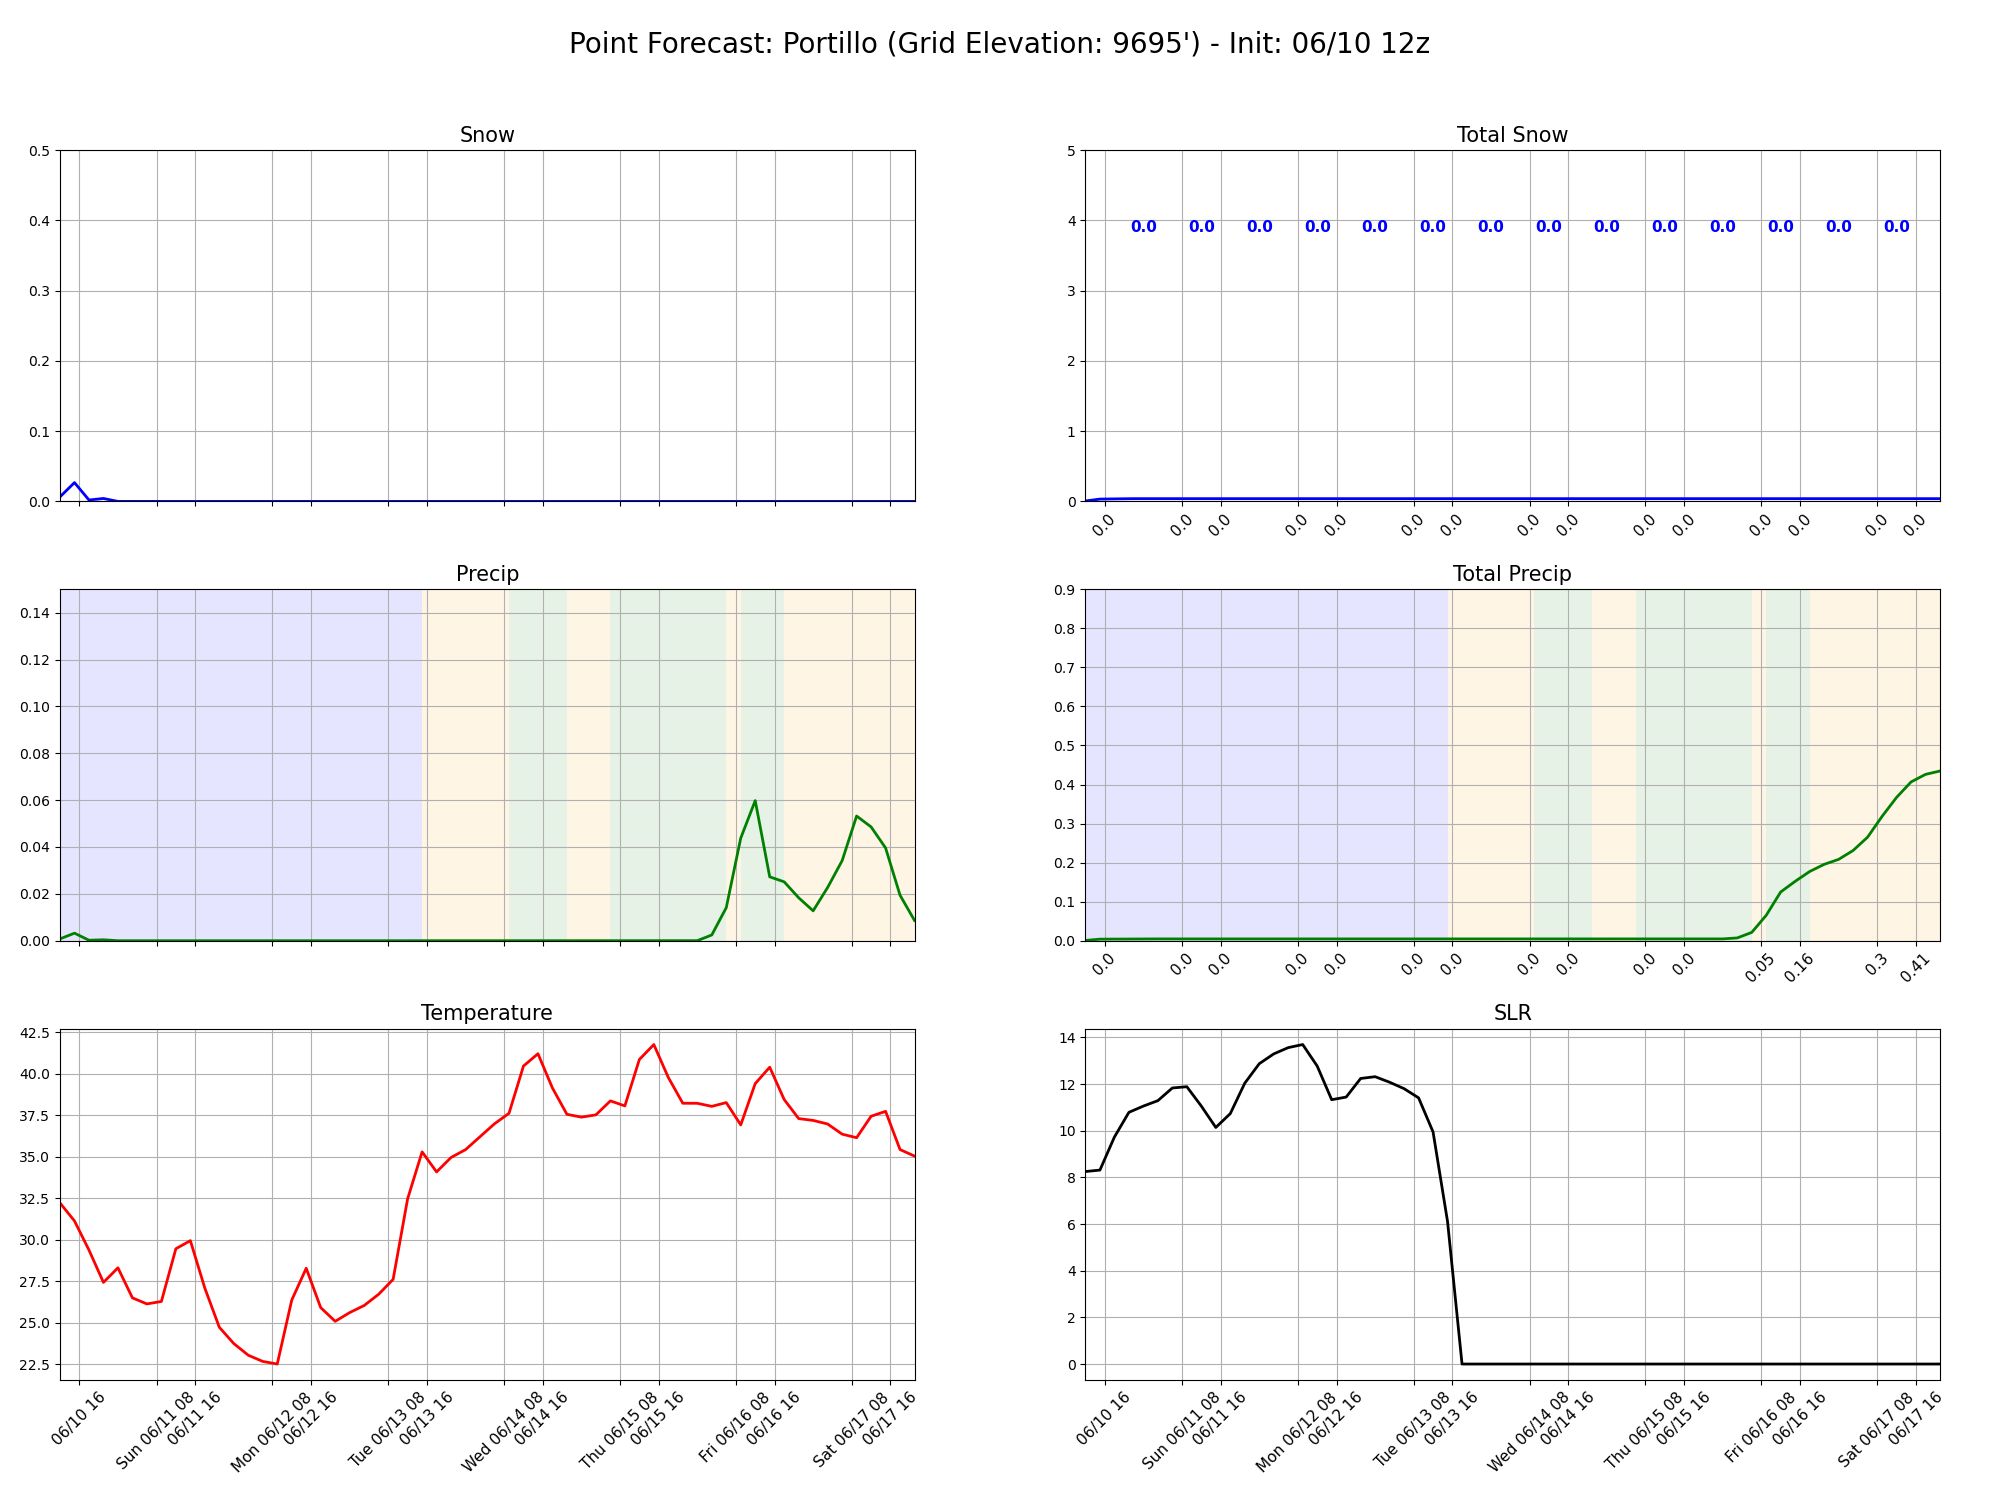 Point Forecast: Portillo (Grid Elevation: 9695') - Init: 06/10 12z
Snow
0.5
0.4
0.3
0.2
0.1
0.0
Total Snow
5
4
3
2
1
0
0.0 0.0 0.0 0.0 0.0 0.0 0.0 0.0 0.0 0.0 0.0 0.0 0.0 0.0
0.0 0.0 0.0 0.0 0.0 0.0 0.0 0.0 0.0 0.0 0.0 0.0 0.0 0.0 0.0
Precip
0.14
0.12
0.10
0.08
0.06
0.04
0.02
0.00
Total Precip
0.9
0.8
0.7
0.6
0.5
0.4
0.3
0.2
0.1
0.0
0.0 0.0 0.0 0.0 0.0 0.0 0.0 0.0 0.0 0.0 0.0 0.05 0.16 0.3 0.41
Temperature
42.5
40.0
37.5
35.0
32.5
30.0
27.5
25.0
22.5
06/10 16
Sun 06/11 08
06/11 16
Mon 06/12 08
06/12 16
Tue 06/13 08
06/13 16
Wed 06/14 08
06/14 16
Thu 06/15 08
06/15 16
Fri 06/16 08
06/16 16
Sat 06/17 08
06/17 16
SLR
14
12
10
8
6
4
2
0
06/10 16
Sun 06/11 08
06/11 16
Mon 06/12 08
06/12 16
Tue 06/13 08
06/13 16
Wed 06/14 08
06/14 16
Thu 06/15 08
06/15 16
Fri 06/16 08
06/16 16
Sat 06/17 08
06/17 16